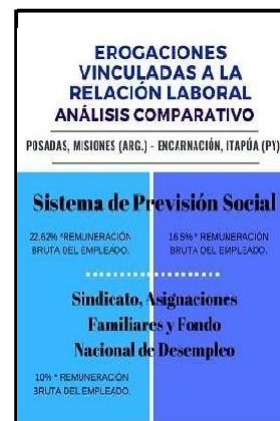 EROGACIONES
VINCULADAS A LA
RELACIÓN LABORAL
ANÁLISIS COMPARATIVO
POSADAS, MISIONES (ARG.) - ENCARNACIÓN, ITAPÚA (PY)
Sistema de Previsión Social
22.62% *REMUNERACIÓN
BRUTA DEL EMPLEADO.
16.5% * REMUNERACIÓN
BRUTA DEL EMPLEADO.
Sindicato, Asignaciones
Familiares y Fondo
Nacional de Desempleo
10% * REMUNERACIÓN
BRUTA DEL EMPLEADO.